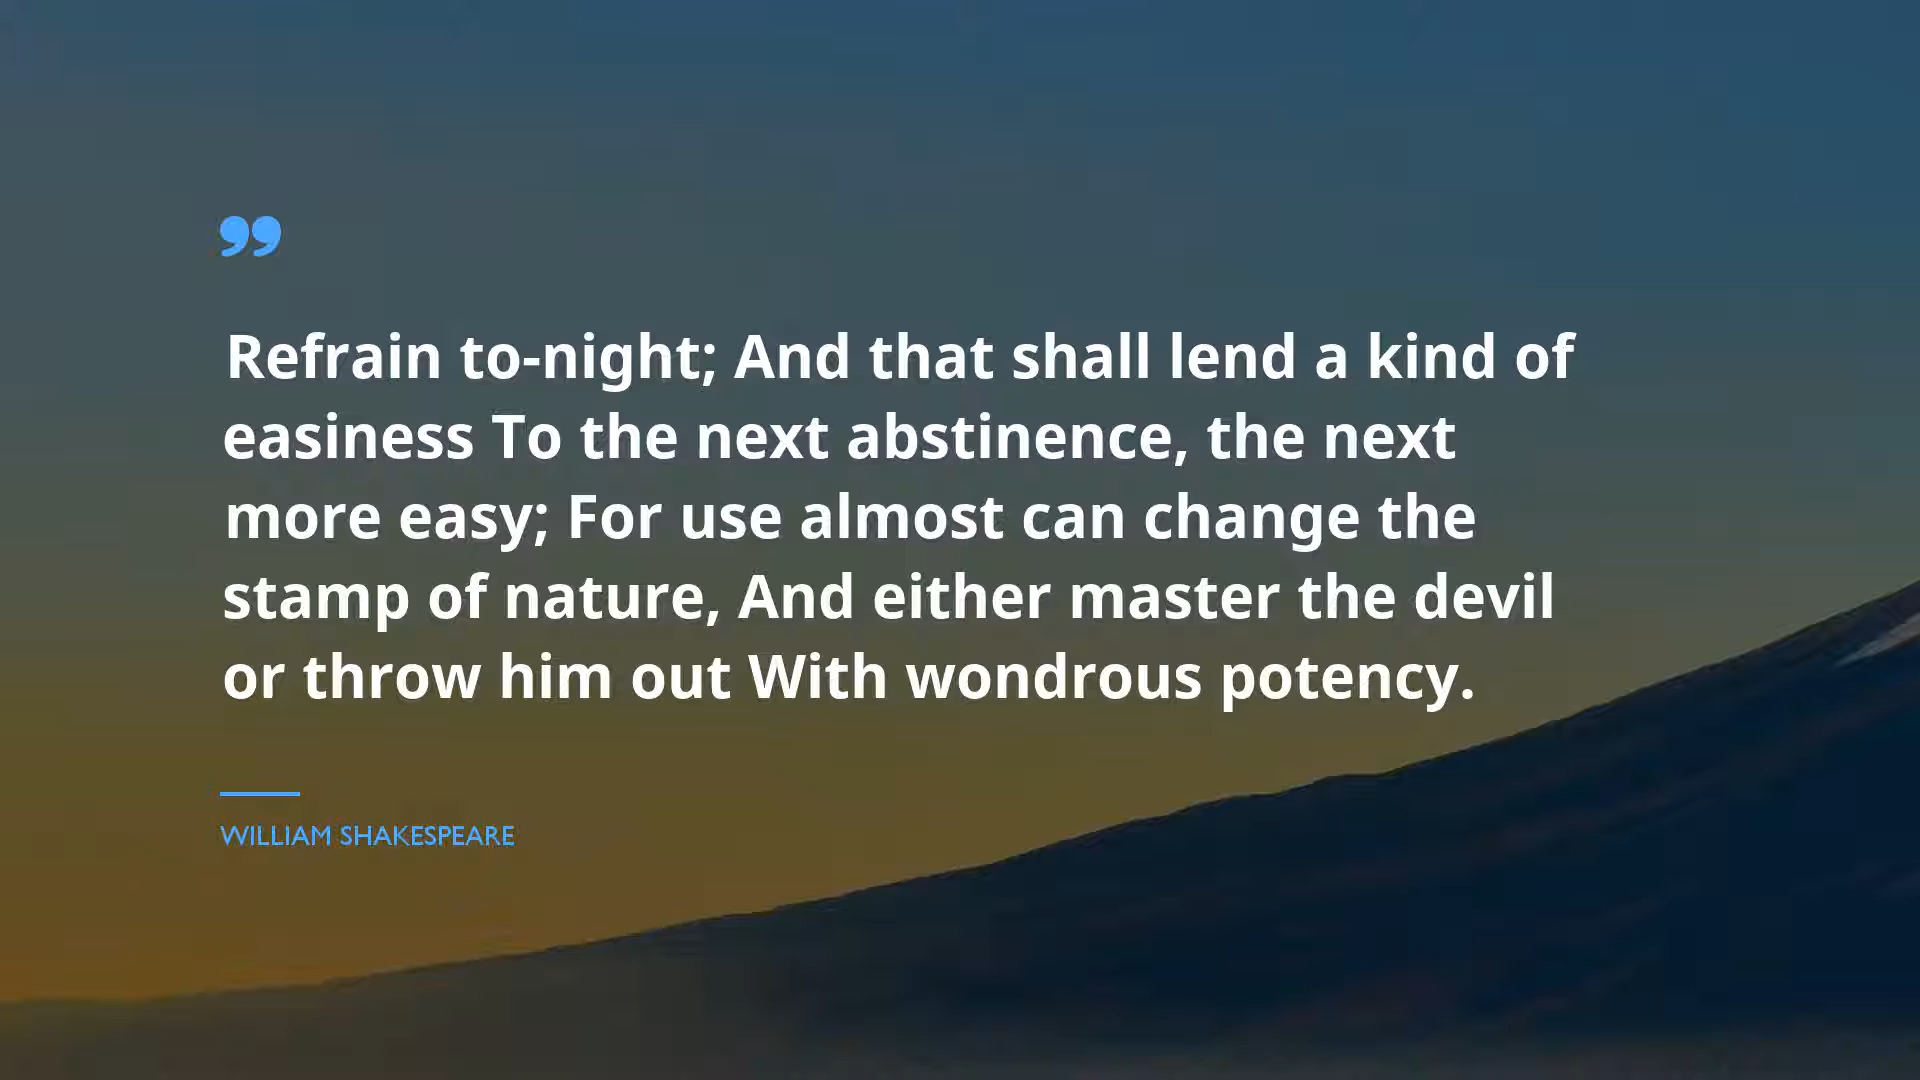 ”
Refrain to-night; And that shall lend a kind of
easiness To the next abstinence, the next
more easy; For use almost can change the
stamp of nature, And either master the devil
or throw him out With wondrous potency.
WILLIAM SHAKESPEARE